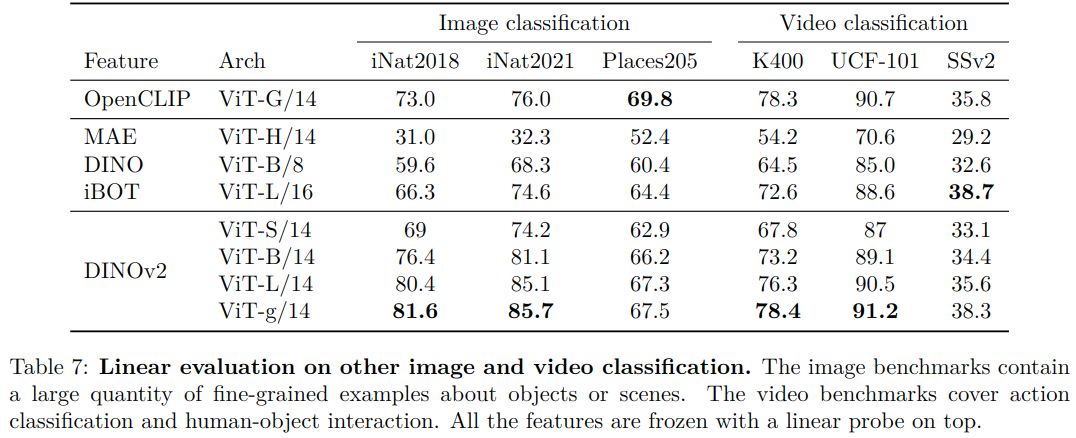 Image classification Video classification
Feature Arch iNat2018 iNat2021 Places205 K400 UCF-101 SSv2
OpenCLIP ViT-G/14 73.0 76.0 69.8 78.3 90.7 35.8
MAE ViT-H/14 31.0 32.3 52.4 54.2 70.6 29.2
DINO ViT-B/8 59.6 68.3 60.4 64.5 85.0 32.6
iBOT ViT-L/16 66.3 74.6 64.4 72.6 88.6 38.7
DINOv2
ViT-S/14 69 74.2 62.9 67.8 87 33.1
ViT-B/14 76.4 81.1 66.2 73.2 89.1 34.4
ViT-L/14 80.4 85.1 67.3 76.3 90.5 35.6
ViT-g/14 81.6 85.7 67.5 78.4 91.2 38.3
Table 7: Linear evaluation on other image and video classification. The image benchmarks contain
a large quantity of fine-grained examples about objects or scenes. The video benchmarks cover action
classification and human-object interaction. All the features are frozen with a linear probe on top.